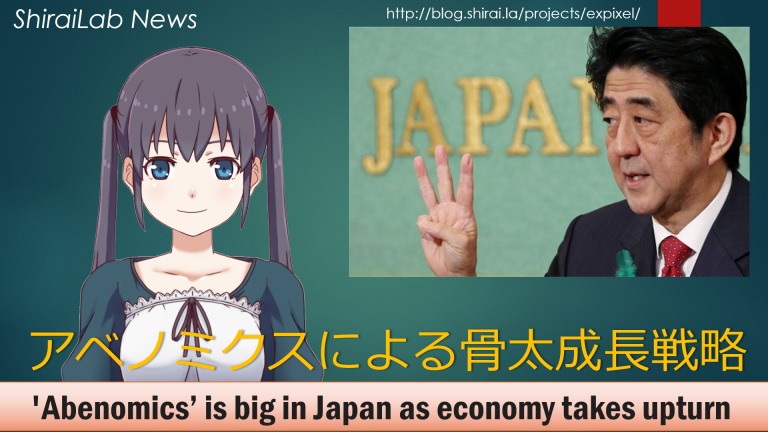 ShiraiLab News
http://blog.shirai.la/projects/expixel/
JAPAN
アベノミクスによる骨太成長戦略
'Abenomics’ is big in Japan as economy takes upturn